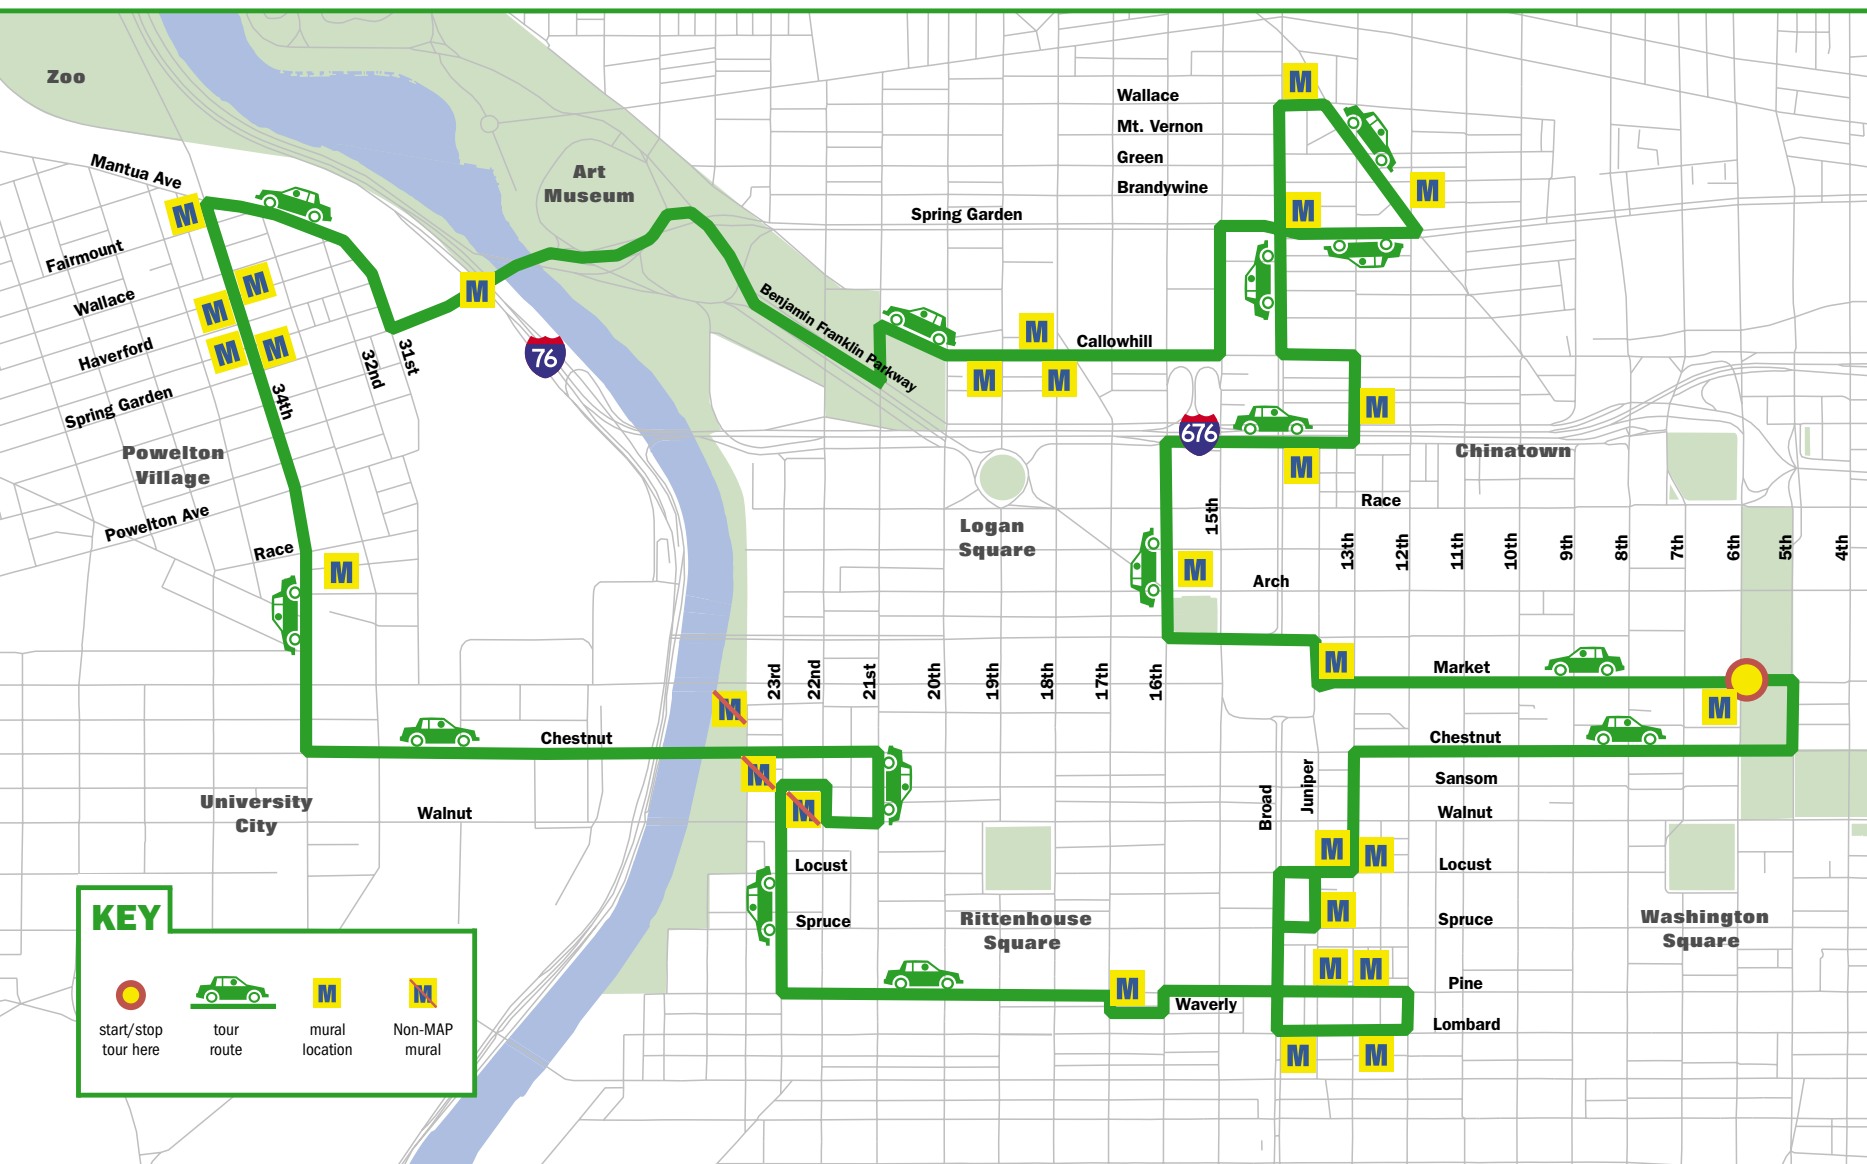 Zoo
Mantua Ave
Fairmount
Wallace
Haverford
Spring Garden
Powelton
Village
Powelton Ave
Race
34th
32nd
31st
M
M
M
M
M
M
M
76
Art
Museum
Benjamin Franklin Parkway
Spring Garden
Wallace
Mt. Vernon
Green
Brandywine
M
M
M
Callowhill
M
M
M
M
676
M
Chinatown
Race
Logan
Square
15th
M
Arch
13th
12th
11th
10th
9th
8th
7th
6th
5th
4th
23rd
22nd
21st
20th
19th
18th
17th
16th
M
Market
M
M
M
M
Chestnut
Chestnut
Sansom
Walnut
Broad
Juniper
University
City
Walnut
M
M
Locust
Locust
M
Spruce
Spruce
Rittenhouse
Square
Washington
Square
M
M
M
Pine
Waverly
Lombard
M
M
KEY
M
M
start/stop
tour here
tour
route
mural
location
Non-MAP
mural